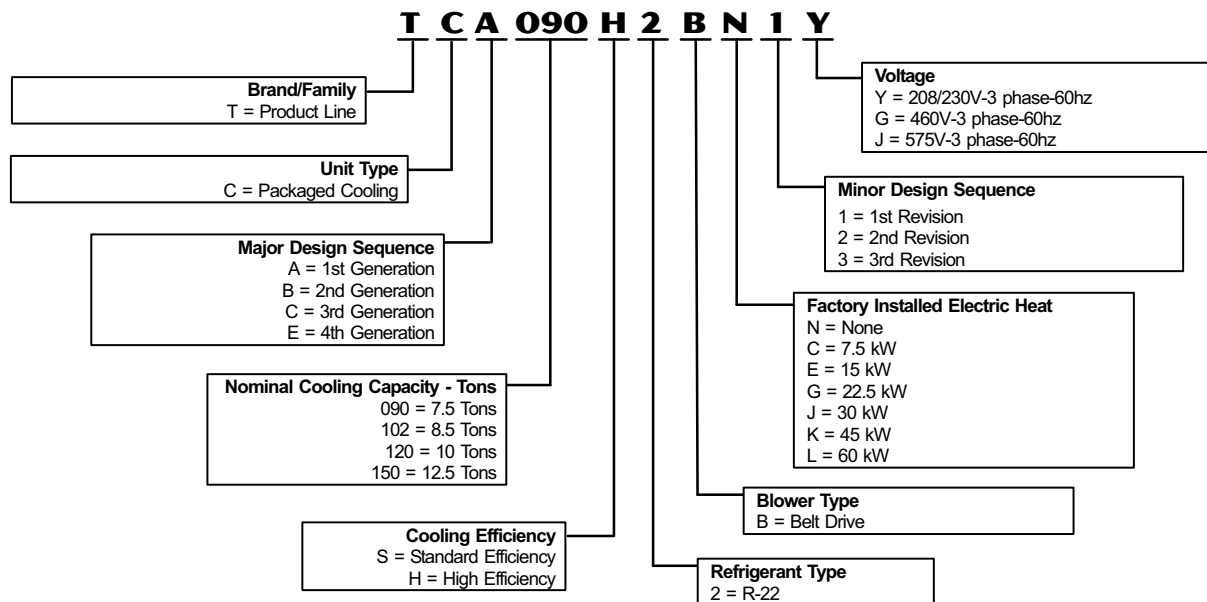 T C A 090 H 2 B N 1 Y
Brand/Family
T = Product Line
Unit Type
C = Packaged Cooling
Major Design Sequence
A = 1st Generation
B = 2nd Generation
C = 3rd Generation
E = 4th Generation
Nominal Cooling Capacity - Tons
090 = 7.5 Tons
102 = 8.5 Tons
120 = 10 Tons
150 = 12.5 Tons
Cooling Efficiency
S = Standard Efficiency
H = High Efficiency
Voltage
Y = 208/230V-3 phase-60hz
G = 460V-3 phase-60hz
J = 575V-3 phase-60hz
Minor Design Sequence
1 = 1st Revision
2 = 2nd Revision
3 = 3rd Revision
Factory Installed Electric Heat
N = None
C = 7.5 kW
E = 15 kW
G = 22.5 kW
J = 30 kW
K = 45 kW
L = 60 kW
Blower Type
B = Belt Drive
Refrigerant Type
2 = R-22